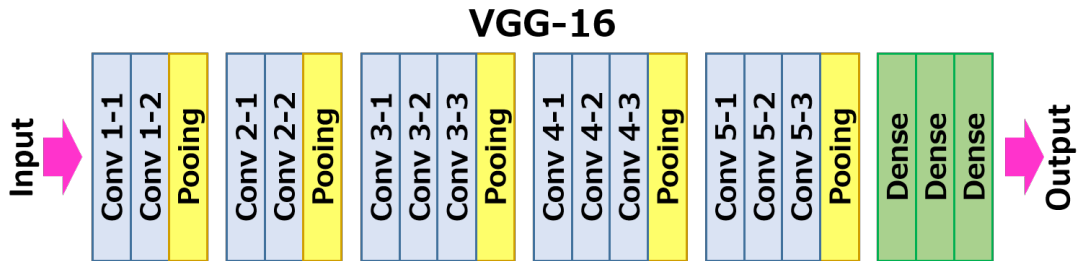 VGG-16
Input
Conv 1-1
Conv 1-2
Pooing
Conv 2-1
Conv 2-2
Pooing
Conv 3-1
Conv 3-2
Conv 3-3
Pooing
Conv 4-1
Conv 4-2
Conv 4-3
Pooing
Conv 5-1
Conv 5-2
Conv 5-3
Pooing
Dense
Dense
Dense
Output